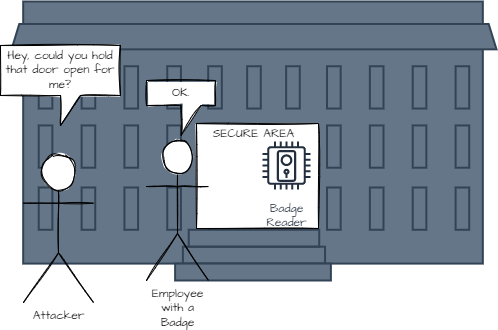 Hey, could you hold
that door open for
me?
OK
SECURE AREA
Badge
Reader
Attacker
Employee
with a
Badge